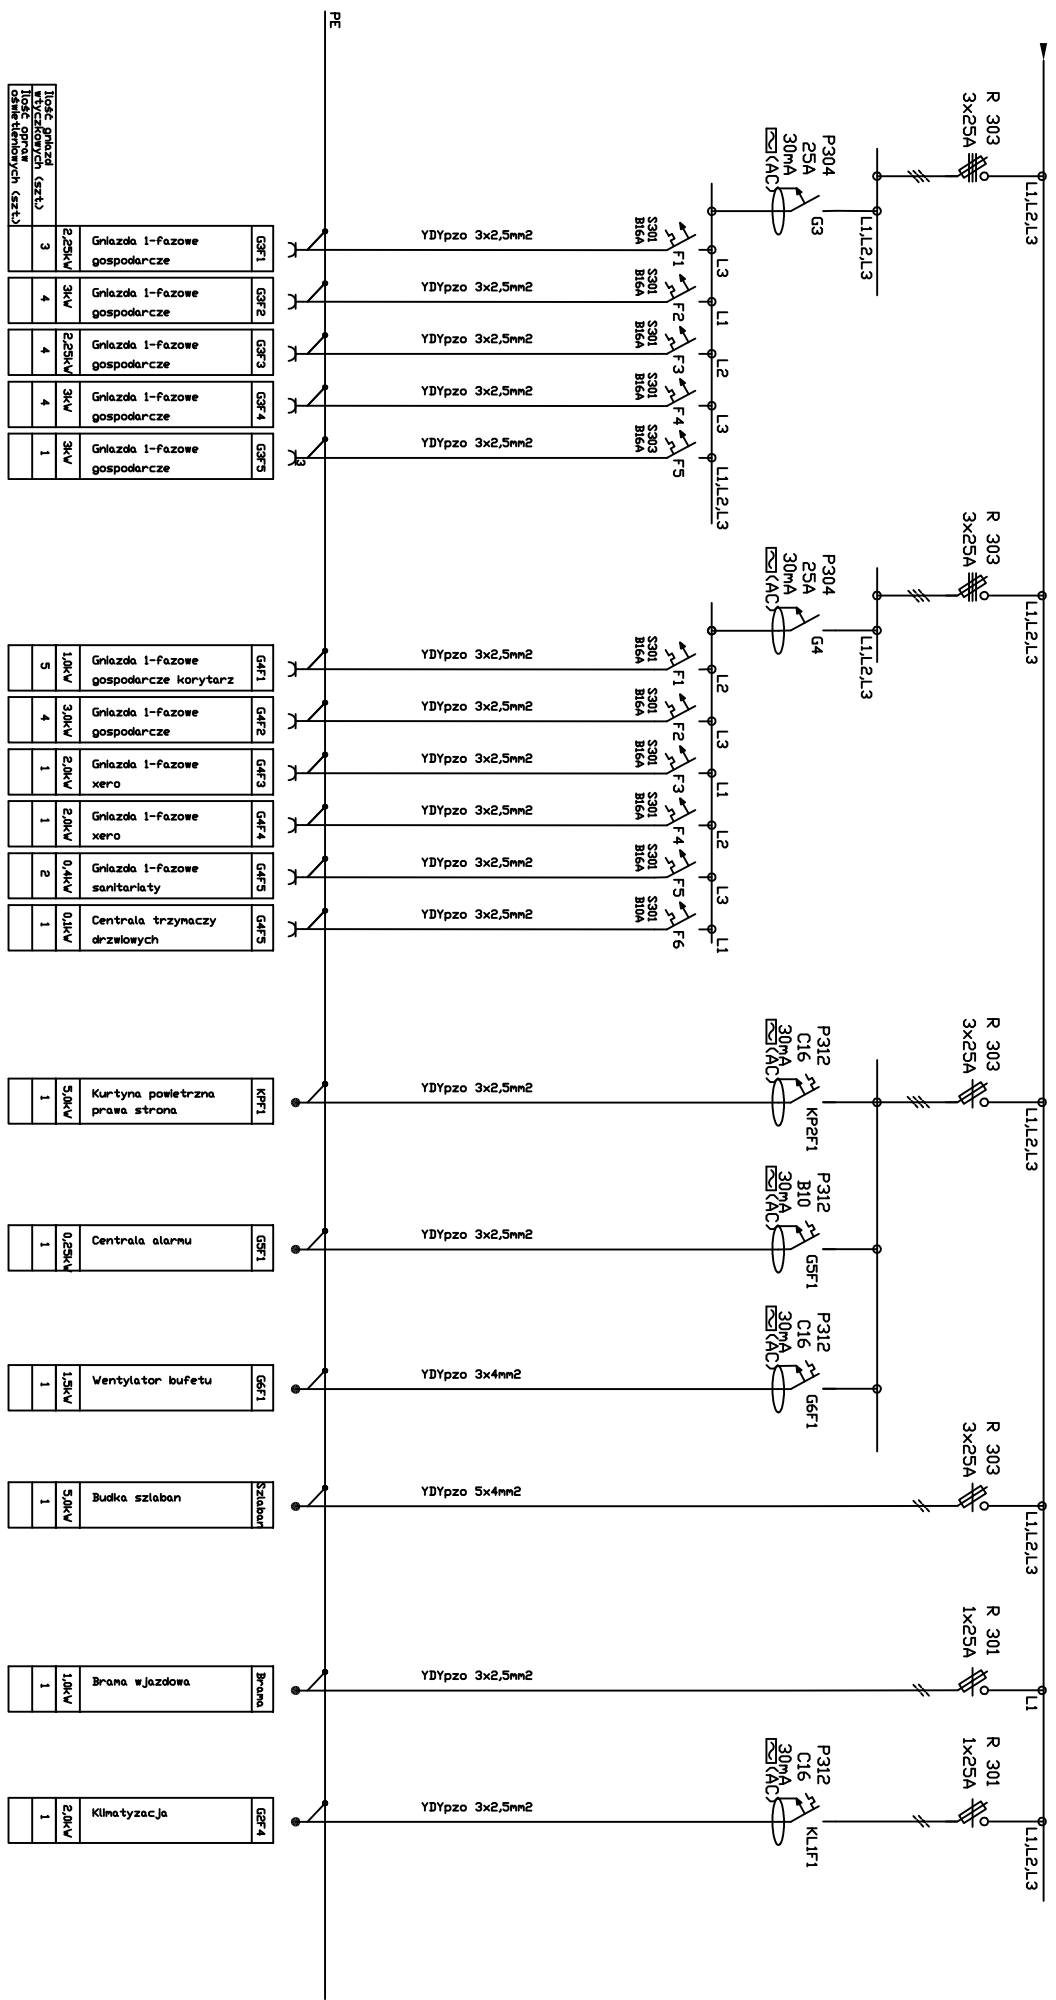 PE
R 303
3x25A
L1,L2,L3
P304
25A
30mA
(AC)
G3
L1,L2,L3
S301
B16A
F1
L3
S301
B16A
F2
L1
S301
B16A
F3
L2
S301
B16A
F4
L3
S303
B16A
F5
L1,L2,L3
YDYpzo 3x2,5mm2
YDYpzo 3x2,5mm2
YDYpzo 3x2,5mm2
YDYpzo 3x2,5mm2
YDYpzo 3x2,5mm2
3
Ilość gniazd
wtyczkowych (szt.)
Ilość opraw
oświetleniowych (szt.)
G3F1
Gniazda 1-fazowe
gospodarcze
2,25kW
3
G3F2
Gniazda 1-fazowe
gospodarcze
3kW
4
G3F3
Gniazda 1-fazowe
gospodarcze
2,25kW
4
G3F4
Gniazda 1-fazowe
gospodarcze
3kW
4
G3F5
Gniazda 1-fazowe
gospodarcze
3kW
1
R 303
3x25A
L1,L2,L3
P304
25A
30mA
(AC)
G4
L1,L2,L3
S301
B16A
F1
L2
S301
B16A
F2
L3
S301
B16A
F3
L1
S301
B16A
F4
L2
S301
B16A
F5
L3
S301
B10A
F6
L1
YDYpzo 3x2,5mm2
YDYpzo 3x2,5mm2
YDYpzo 3x2,5mm2
YDYpzo 3x2,5mm2
YDYpzo 3x2,5mm2
YDYpzo 3x2,5mm2
G4F1
Gniazda 1-fazowe
gospodarcze korytarz
1,0kW
5
G4F2
Gniazda 1-fazowe
gospodarcze
3,0kW
4
G4F3
Gniazda 1-fazowe
xero
2,0kW
1
G4F4
Gniazda 1-fazowe
xero
2,0kW
1
G4F5
Gniazda 1-fazowe
sanitariaty
0,4kW
2
G4F5
Centrala trzymaczy
drzwiowych
0,1kW
1
R 303
3x25A
L1,L2,L3
P312
C16
30mA
(AC)
KP2F1
YDYpzo 3x2,5mm2
KPF1
Kurtyna powietrzna
prawa strona
5,0kW
1
P312
B10
30mA
(AC)
G5F1
YDYpzo 3x2,5mm2
G5F1
Centrala alarmu
0,25kW
1
P312
C16
30mA
(AC)
G6F1
YDYpzo 3x4mm2
G6F1
Wentylator bufetu
1,5kW
1
R 303
3x25A
L1,L2,L3
YDYpzo 5x4mm2
Szlaban
Budka szlaban
5,0kW
1
R 301
1x25A
L1
YDYpzo 3x2,5mm2
Brama
Brama wjazdowa
1,0kW
1
R 301
1x25A
L1,L2,L3
P312
C16
30mA
(AC)
KL1F1
YDYpzo 3x2,5mm2
G2F4
Klimatyzacja
2,0kW
1